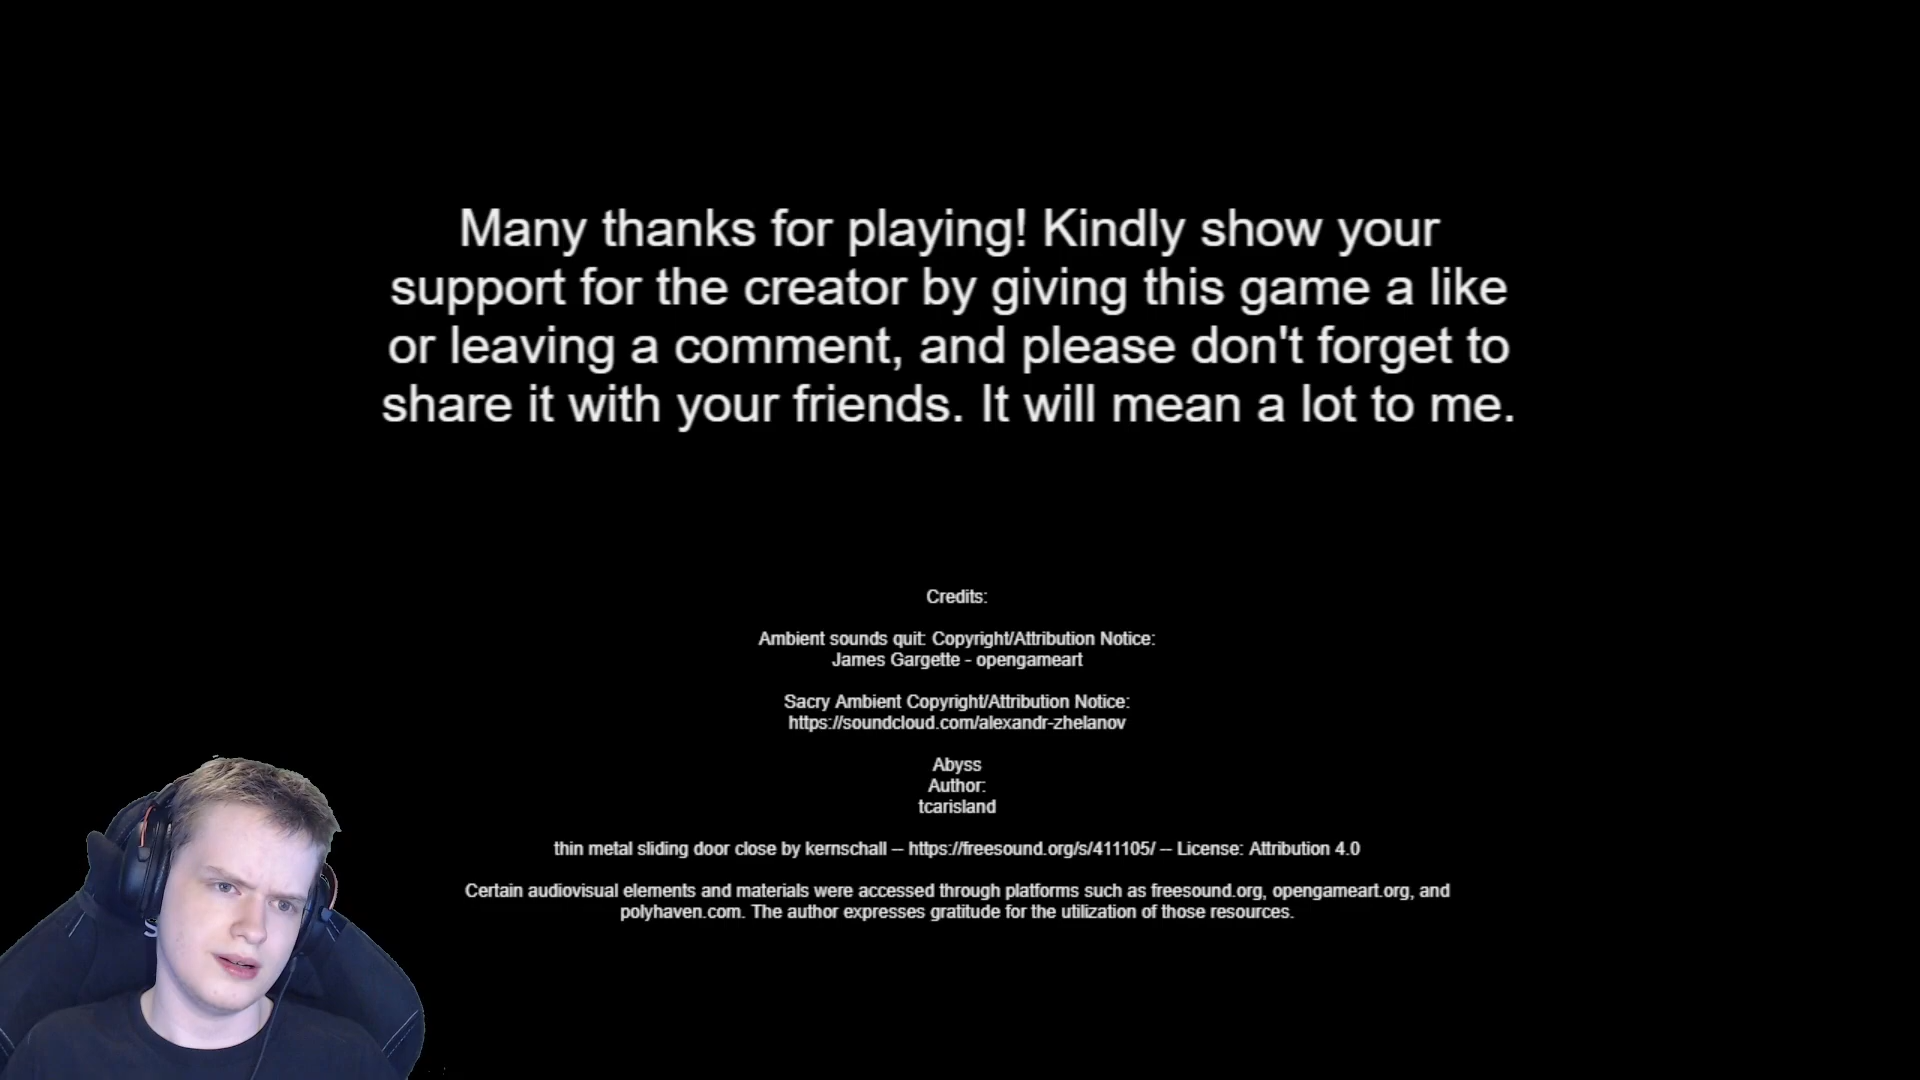 Many thanks for playing! Kindly show your
support for the creator by giving this game a like
or leaving a comment, and please don't forget to
share it with your friends. It will mean a lot to me.
Credits:
Ambient sounds quit: Copyright/Attribution Notice:
James Gargette - opengameart
Sacry Ambient Copyright/Attribution Notice:
https://soundcloud.com/alexandr-zhelanov
Abyss
Author:
tcarisland
thin metal sliding door close by kernschall -- https://freesound.org/s/411105/ -- License: Attribution 4.0
Certain audiovisual elements and materials were accessed through platforms such as freesound.org, opengameart.org, and
polyhaven.com. The author expresses gratitude for the utilization of those resources.